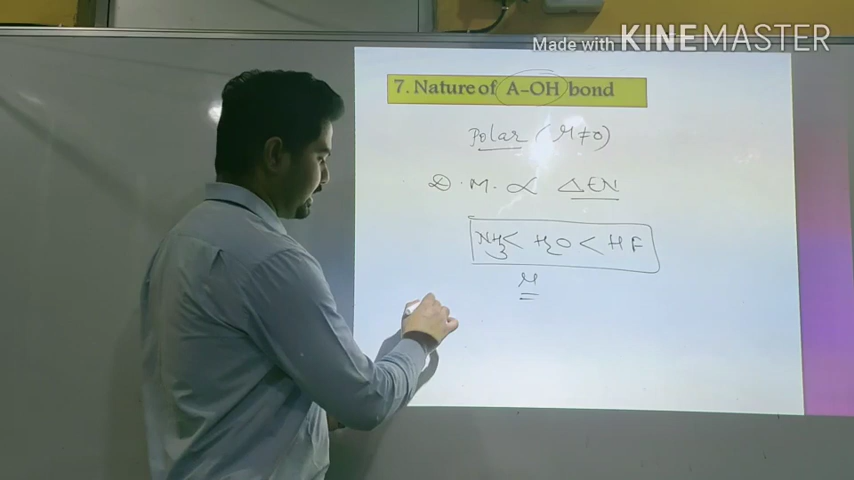 Made with KINEMASTER
7. Nature of A-OH bond
Polar (μ≠0)
D.M. ∝ ΔEN
NH₃ < H₂O < HF
μ